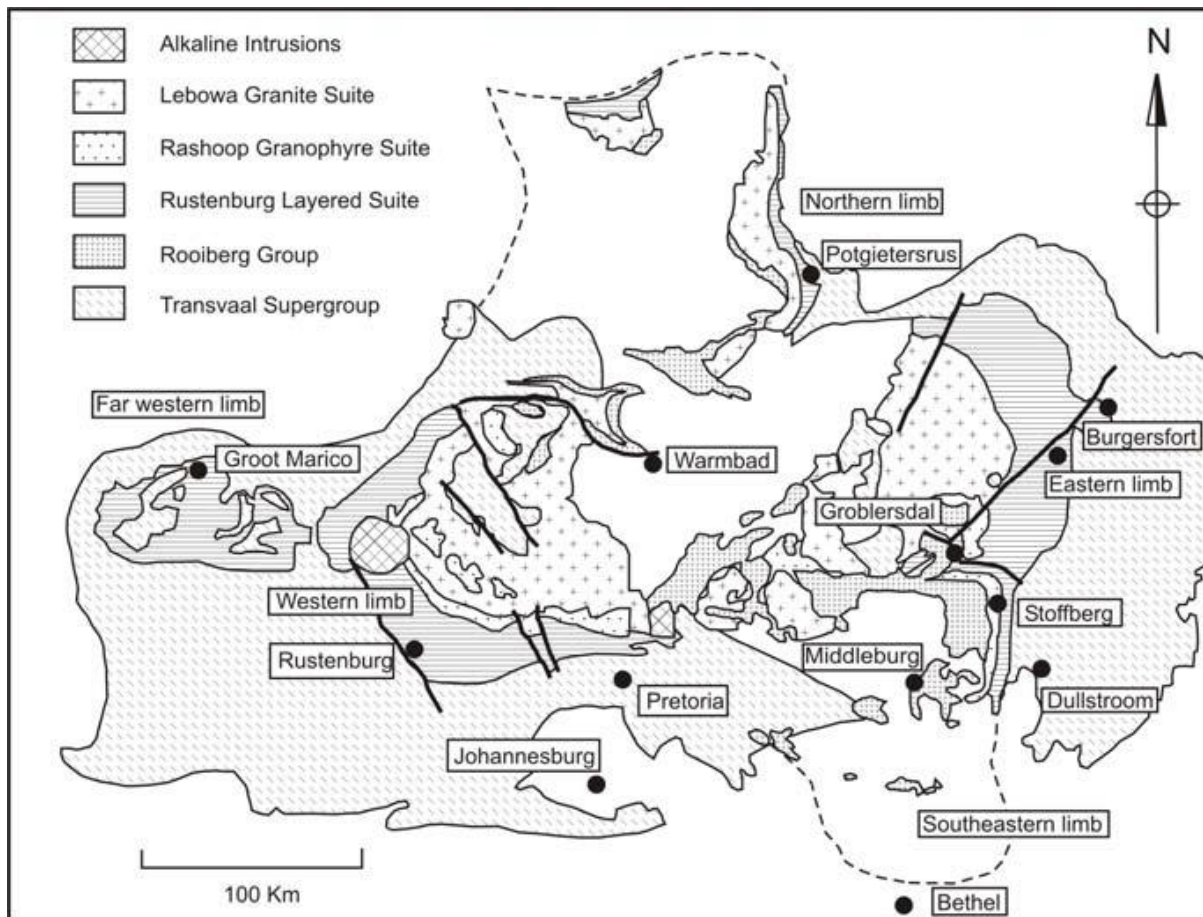 Alkaline Intrusions
Lebowa Granite Suite
Rashoop Granophyre Suite
Rustenburg Layered Suite
Rooiberg Group
Transvaal Supergroup
N
Northern limb
Potgietersrus
Far western limb
Groot Marico
Warmbad
Burgersfort
Eastern limb
Groblersdal
Western limb
Stoffberg
Rustenburg
Middleburg
Pretoria
Dullstroom
Johannesburg
Southeastern limb
100 Km
Bethel